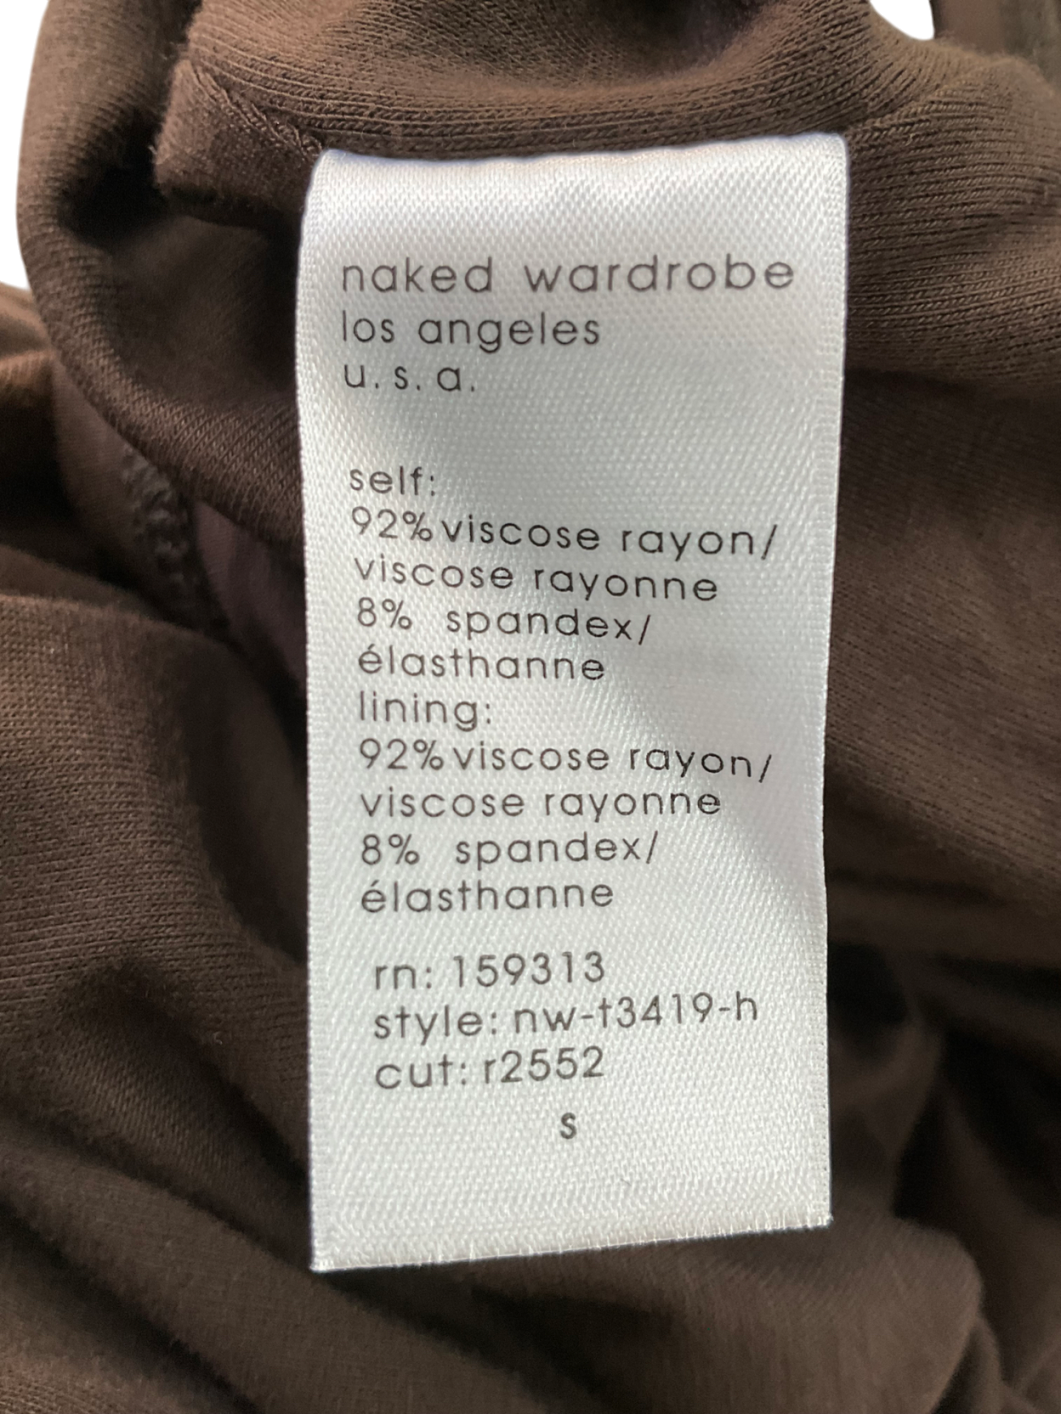 naked wardrobe
los angeles
u.s.a.
self:
92% viscose rayon/
viscose rayonne
8% spandex/
élasthanne
lining:
92% viscose rayon/
viscose rayonne
8% spandex/
élasthanne
rn: 159313
style: nw-t3419-h
cut: r2552
s